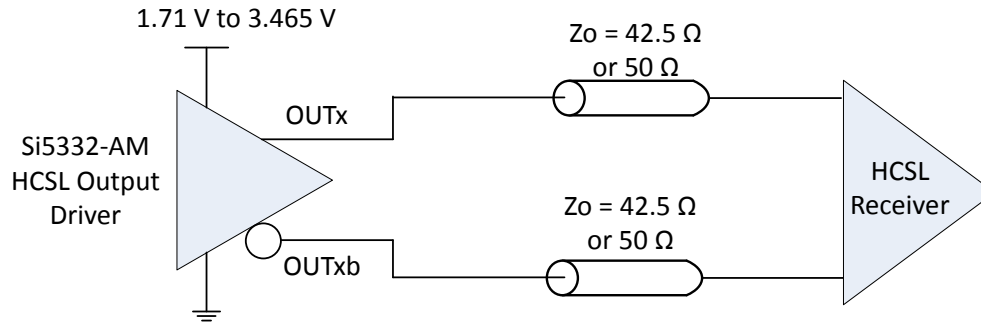 1.71 V to 3.465 V
Zo = 42.5 Ω
or 50 Ω
OUTx
Si5332-AM
HCSL Output
Driver
HCSL
Receiver
Zo = 42.5 Ω
or 50 Ω
OUTxb